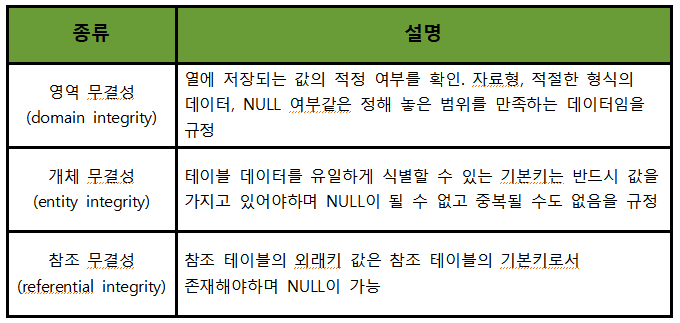 종류
설명
영역 무결성
(domain integrity)
열에 저장되는 값의 적정 여부를 확인. 자료형, 적절한 형식의
데이터, NULL 여부같은 정해 놓은 범위를 만족하는 데이터임을
규정
개체 무결성
(entity integrity)
테이블 데이터를 유일하게 식별할 수 있는 기본키는 반드시 값을
가지고 있어야하며 NULL이 될 수 없고 중복될 수도 없음을 규정
참조 무결성
(referential integrity)
참조 테이블의 외래키 값은 참조 테이블의 기본키로서
존재해야하며 NULL이 가능